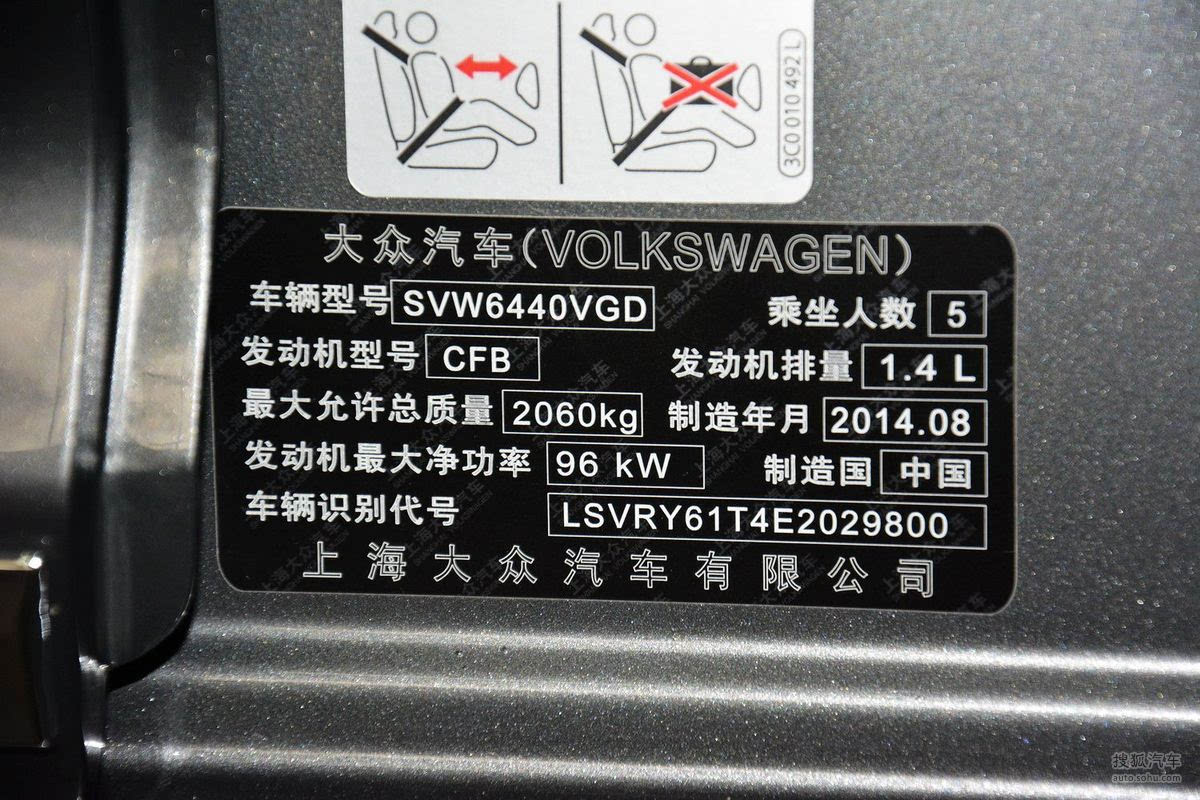 3C0 010 492 L
大众汽车(VOLKSWAGEN)
车辆型号 SVW6440VGD 乘坐人数 5
发动机型号 CFB 发动机排量 1.4 L
最大允许总质量 2060kg 制造年月 2014.08
发动机最大净功率 96 kW 制造国 中国
车辆识别代号 LSVRY61T4E2029800
上海大众汽车有限公司
搜狐汽车
auto.sohu.com